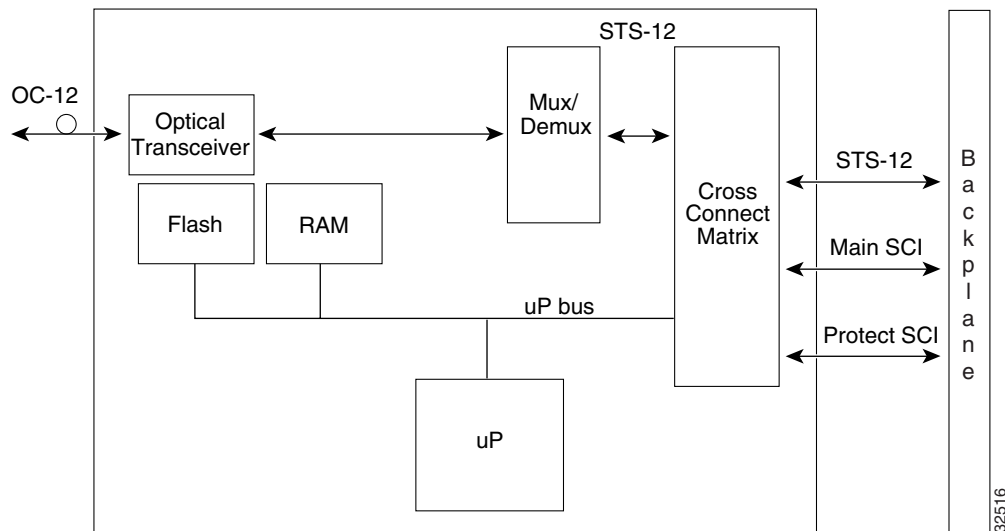 STS-12
OC-12
Optical
Transceiver
Mux/
Demux
Cross
Connect
Matrix
STS-12
Main SCI
Protect SCI
Backplane
Flash
RAM
uP bus
uP
32516